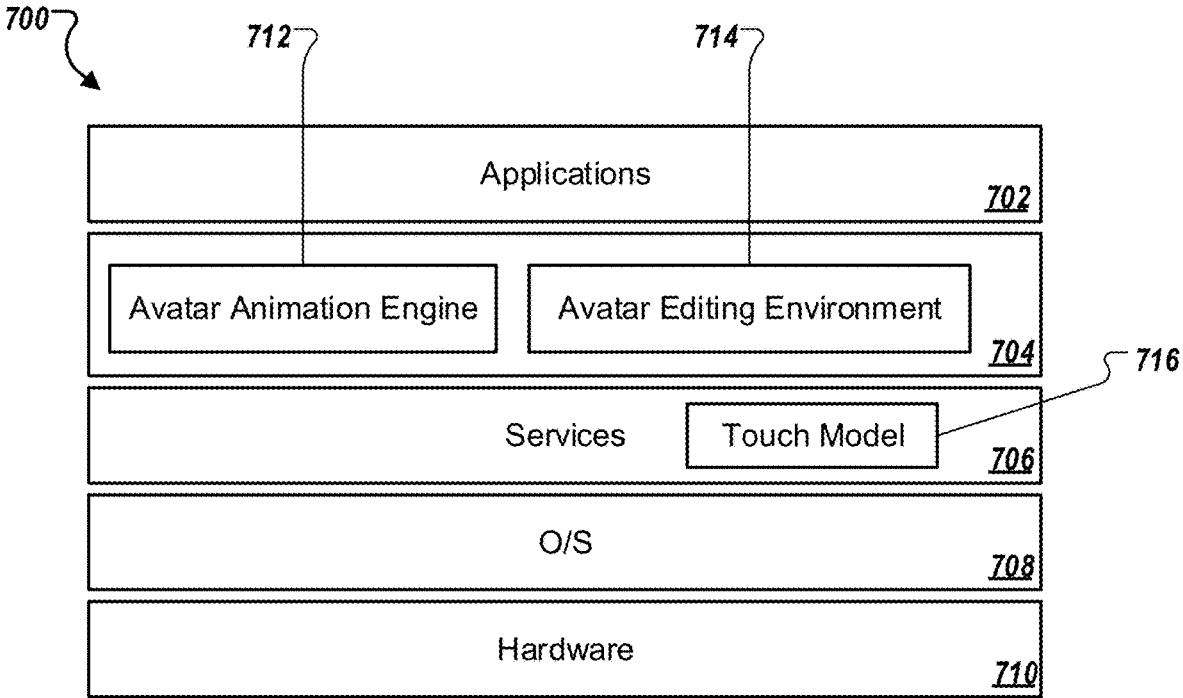 700
712
714
Applications
702
Avatar Animation Engine
Avatar Editing Environment
704
716
Services
Touch Model
706
O/S
708
Hardware
710